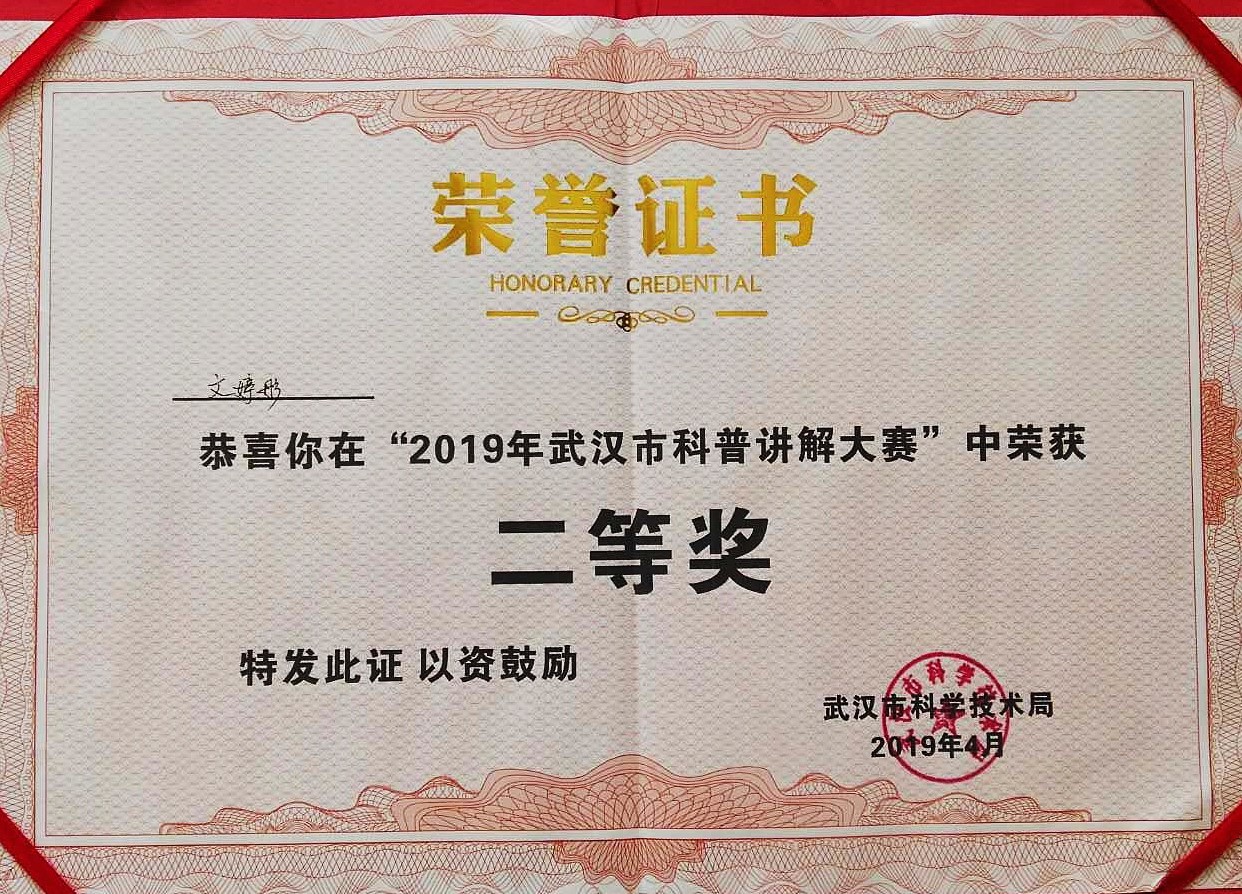 荣誉证书
HONORARY CREDENTIAL
文婷彤
恭喜你在“2019年武汉市科普讲解大赛”中荣获
二等奖
特发此证 以资鼓励
武汉市科学技术局
2019年4月